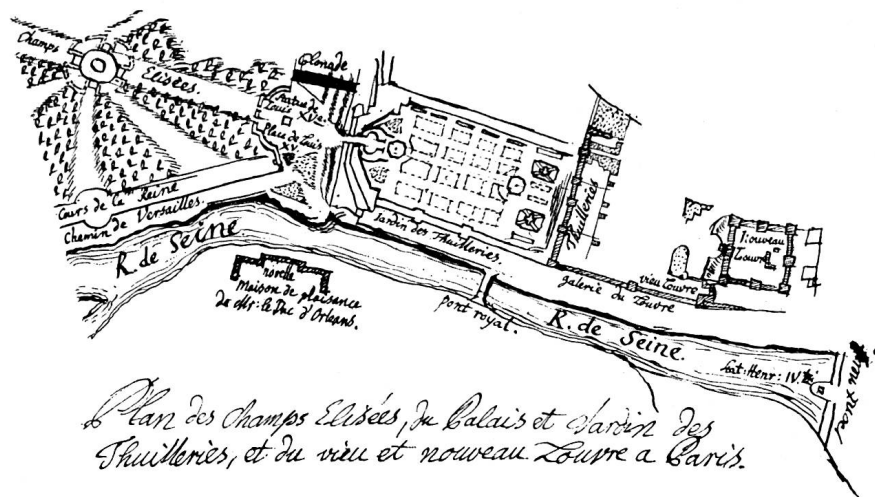 Champs
Elisées.
Colonade
Statue de
Louis XVe.
Place de Louis
XV
Cours de la Reine
Chemin de Versailles.
R. de Seine
Jardin des Thuilleries.
Thuilleries
Nouveau
Louvre
vieu Louvre
galerie du Louvre
novelle
Maison de plaisance
de Mr: le Duc d'Orleans.
pont royal.
R. de Seine.
Stat: Henr: IV.
pont neuf
Plan des Champs Elisées, du Palais et Jardin des
Thuilleries, et du vieu et nouveau Louvre a Paris.